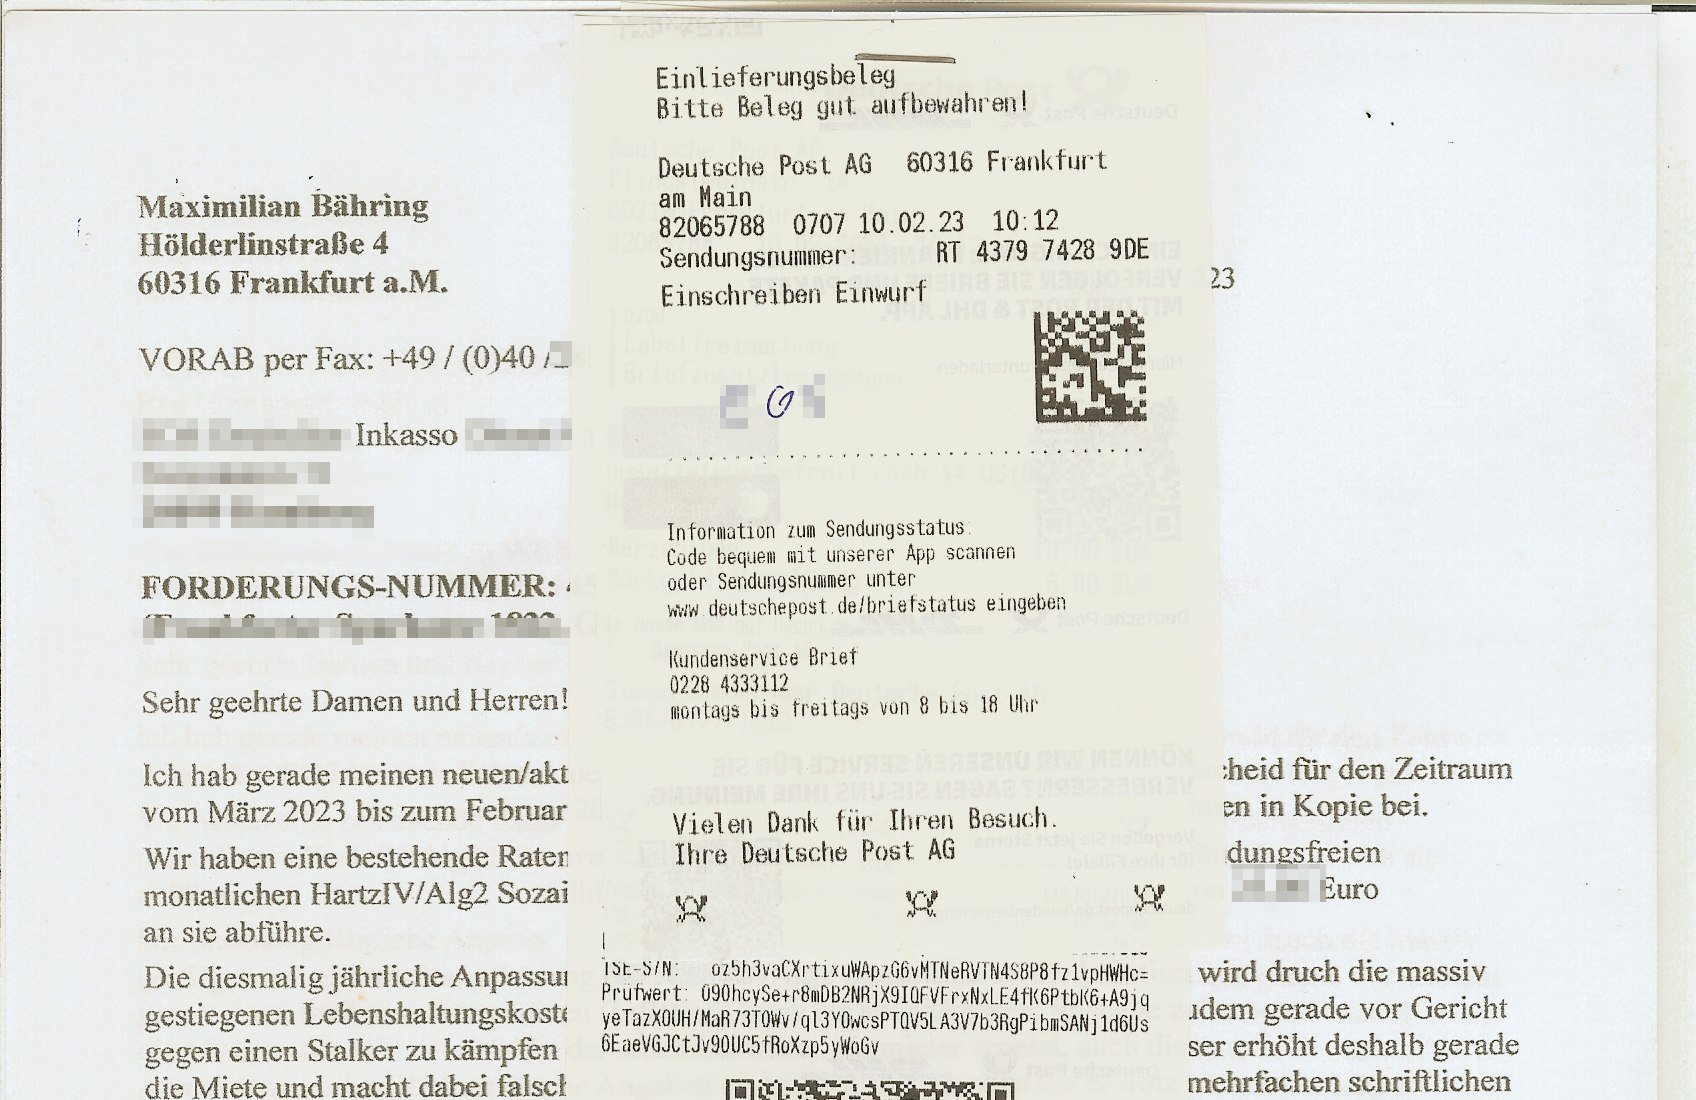 Einlieferungsbeleg
Bitte Beleg gut aufbewahren!
Deutsche Post AG 60316 Frankfurt
am Main
82065788 0707 10.02.23 10:12
Sendungsnummer: RT 4379 7428 9DE
Einschreiben Einwurf
Information zum Sendungsstatus:
Code bequem mit unserer App scannen
oder Sendungsnummer unter
www.deutschepost.de/briefstatus eingeben
Kundenservice Brief
0228 4333112
montags bis freitags von 8 bis 18 Uhr
Vielen Dank für Ihren Besuch.
Ihre Deutsche Post AG
TSE-S/N: oz5h3vaCXrtixuWApzG6vMTNeRVTN4S8P8fz1vpHWHc=
Prüfwert: 090hcySe+r8mDB2NRjX9IQFVFrxNxLE4fK6PtbK6+A9jq
yeTazXOUH/MaR73TOWv/ql3YOwcsPTQV5LA3V7b3RgPibmSANj1d6Us
6EaeVGJCtJv90UC5fRoXzp5yWoGv
Maximilian Bähring
Hölderlinstraße 4
60316 Frankfurt a.M.
23
VORAB per Fax: +49 / (0)40 /
Inkasso
FORDERUNGS-NUMMER:
Sehr geehrte Damen und Herren!
Ich hab gerade meinen neuen/akt cheid für den Zeitraum
vom März 2023 bis zum Februar en in Kopie bei.
Wir haben eine bestehende Raten dungsfreien
monatlichen HartzIV/Alg2 Sozai Euro
an sie abführe.
Die diesmalig jährliche Anpassu wird druch die massiv
gestiegenen Lebenshaltungskoste udem gerade vor Gericht
gegen einen Stalker zu kämpfen ser erhöht deshalb gerade
die Miete und macht dabei falsch mehrfachen schriftlichen